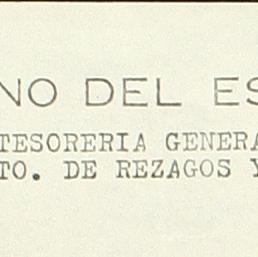 NO DEL ES
TESORERIA GENERA
TO. DE REZAGOS Y